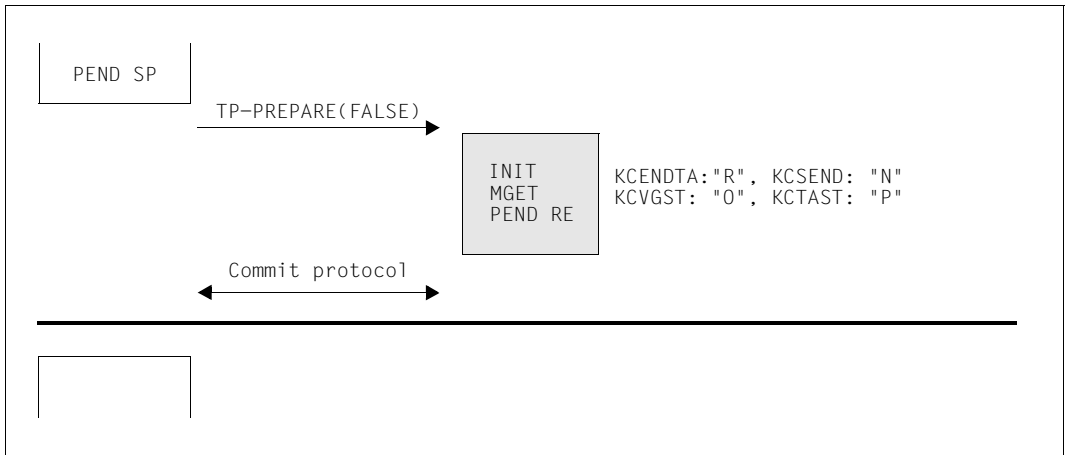 PEND SP
TP-PREPARE(FALSE)
INIT
MGET
PEND RE
KCENDTA:"R", KCSEND: "N"
KCVGST: "O", KCTAST: "P"
Commit protocol